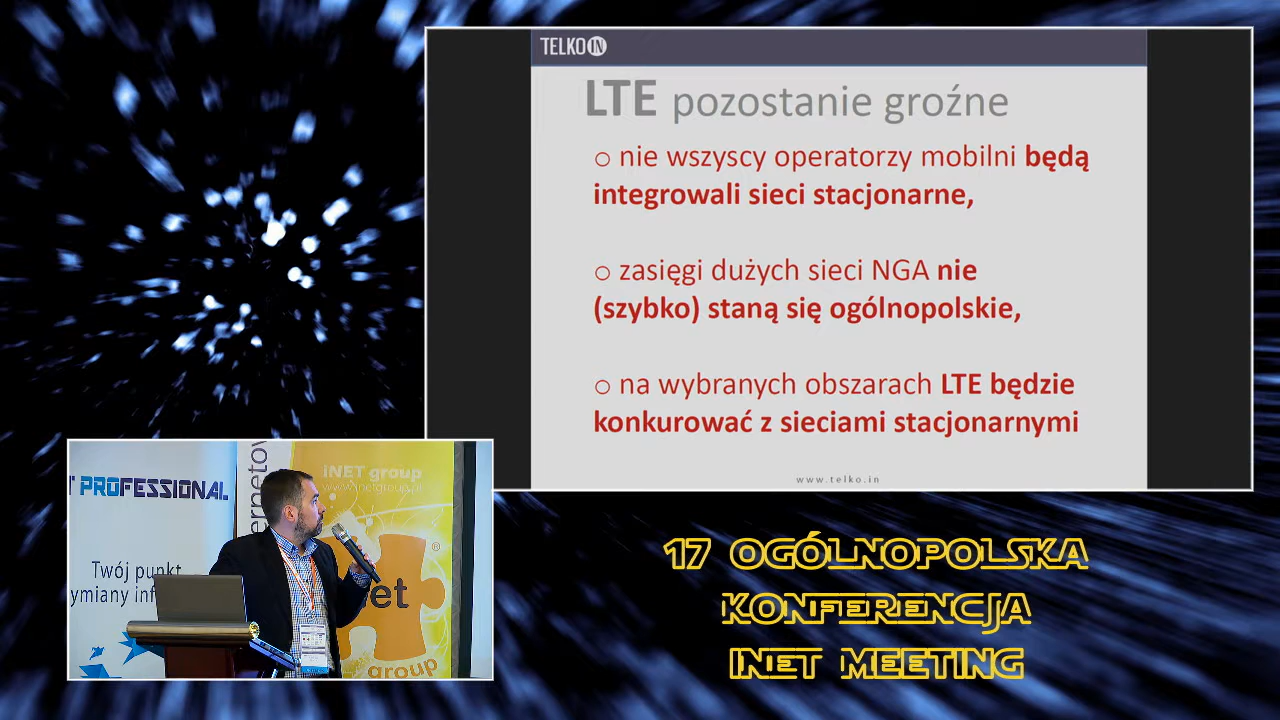 TELKO IN
LTE pozostanie groźne
○ nie wszyscy operatorzy mobilni będą
integrowali sieci stacjonarne,
○ zasięgi dużych sieci NGA nie
(szybko) staną się ogólnopolskie,
○ na wybranych obszarach LTE będzie
konkurować z sieciami stacjonarnymi
www.telko.in
PROFESSIONAL
Twój punkt
iNET group
®
et
group
17 OGÓLNOPOLSKA
KONFERENCJA
INET MEETING